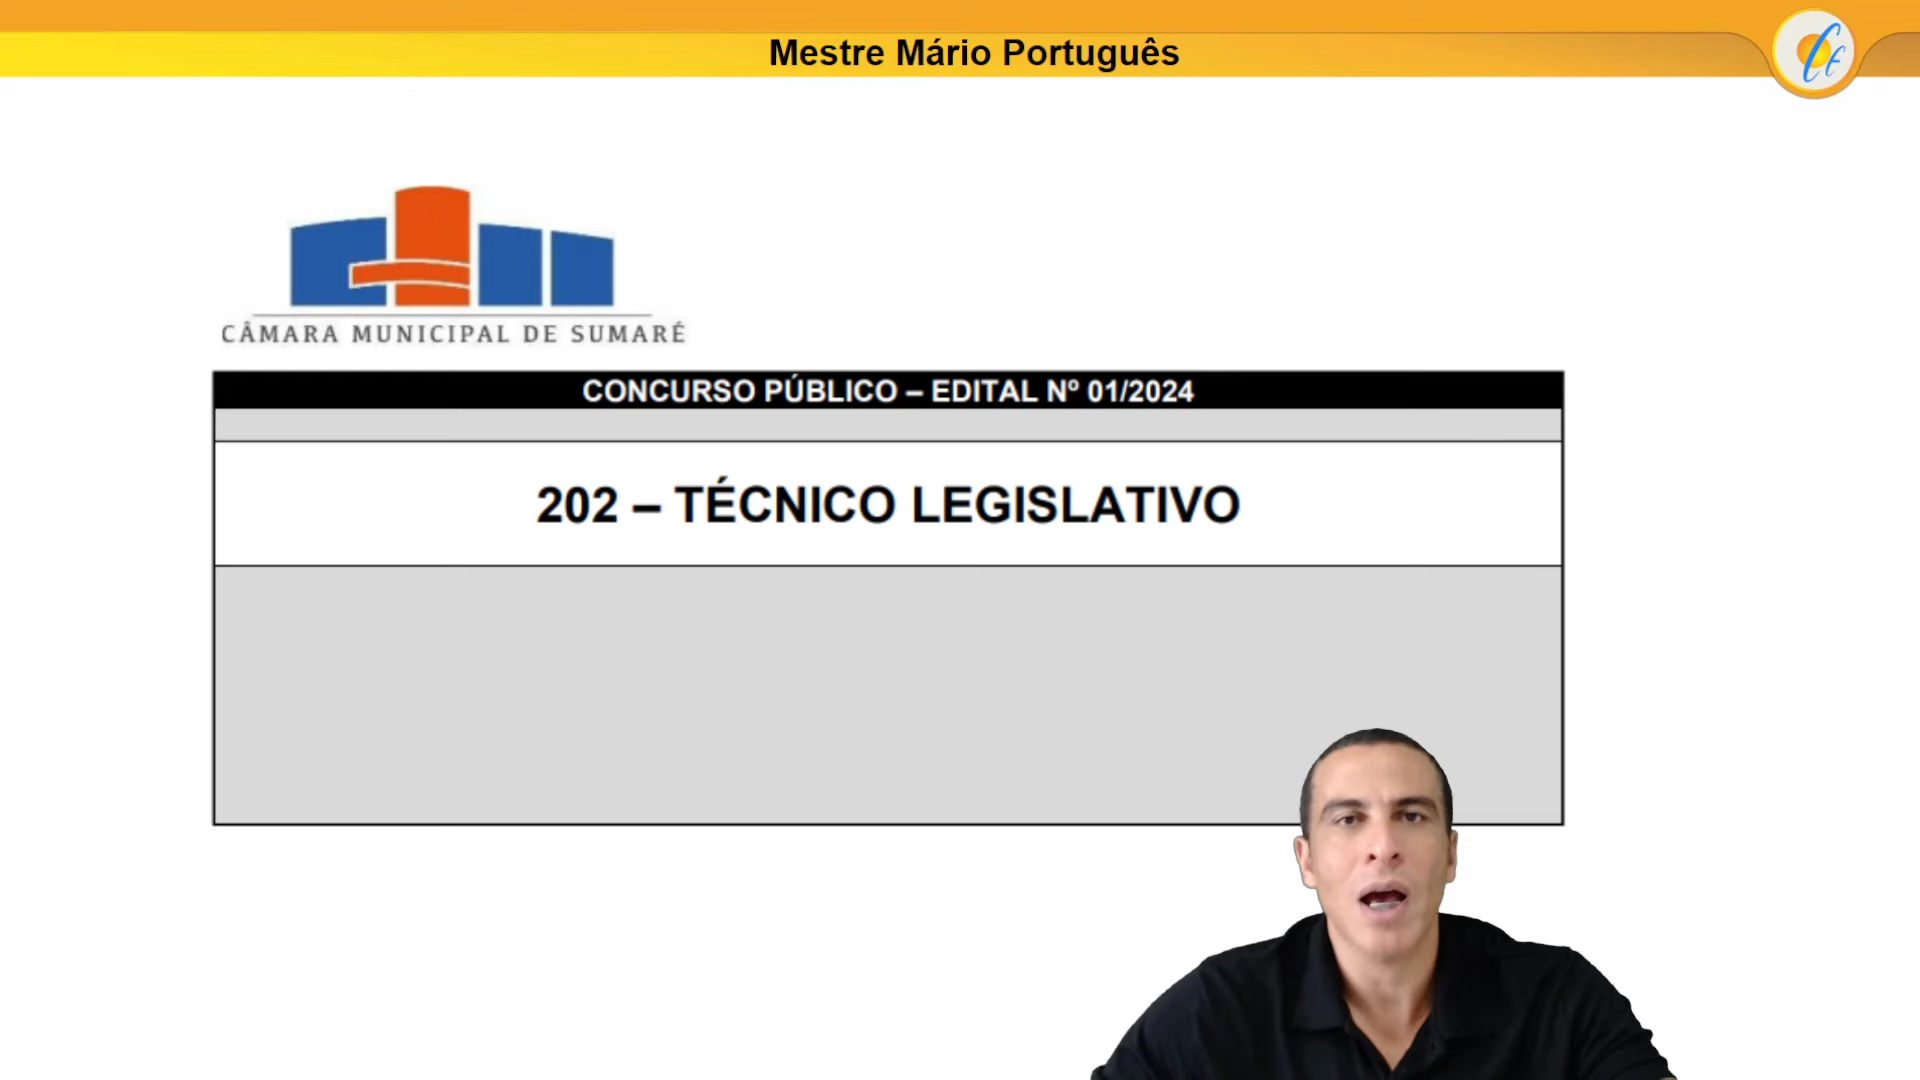 Mestre Mário Português
CÂMARA MUNICIPAL DE SUMARÉ
CONCURSO PÚBLICO – EDITAL Nº 01/2024
202 – TÉCNICO LEGISLATIVO